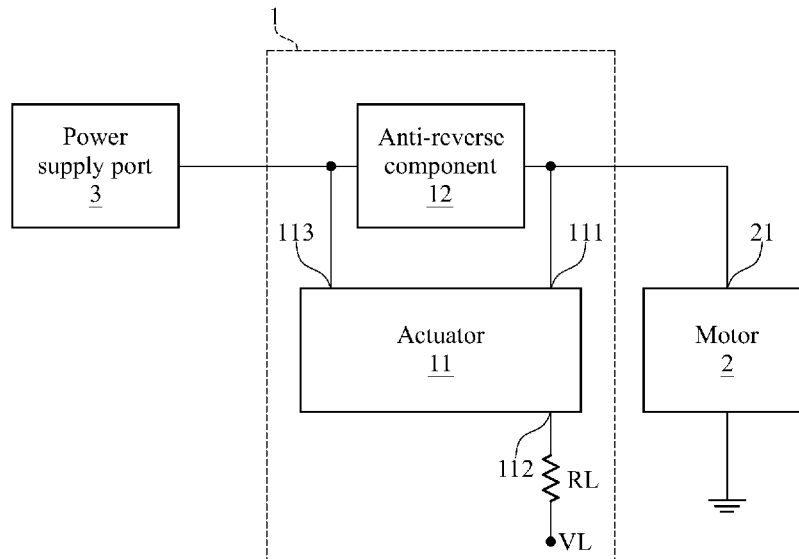 1
Power
supply port
3
Anti-reverse
component
12
113
111
21
Actuator
11
Motor
2
112
RL
VL